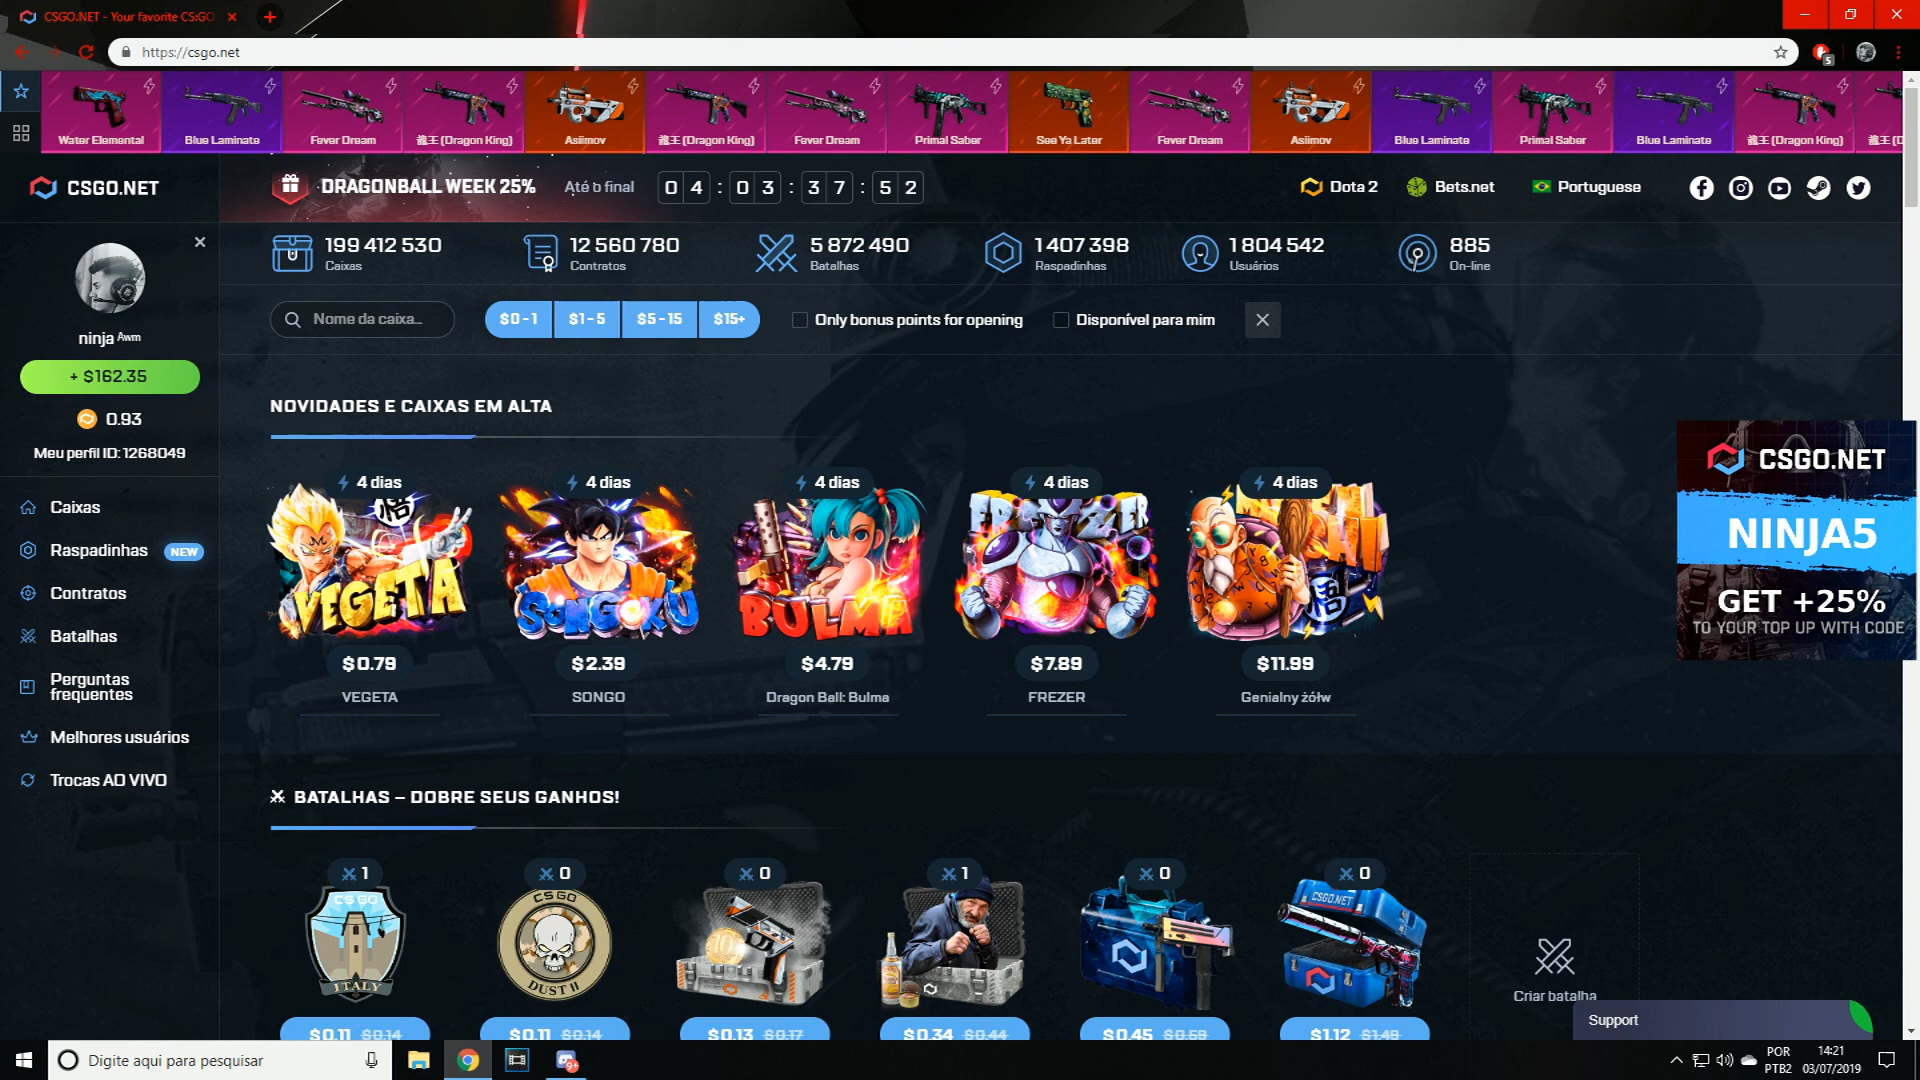 CSGO.NET - Your favorite CS:GO
https://csgo.net
5
Water Elemental
Blue Laminate
Fever Dream
龍王 (Dragon King)
Asiimov
龍王 (Dragon King)
Fever Dream
Primal Saber
See Ya Later
Fever Dream
Asiimov
Blue Laminate
Primal Saber
Blue Laminate
龍王 (Dragon King)
龍王 (D
CSGO.NET
DRAGONBALL WEEK 25%
Até o final
04:03:37:52
Dota 2
Bets.net
Portuguese
199 412 530
Caixas
12 560 780
Contratos
5 872 490
Batalhas
1 407 398
Raspadinhas
1 804 542
Usuários
885
On-line
Nome da caixa...
$0 - 1
$1 - 5
$5 - 15
$15+
Only bonus points for opening
Disponível para mim
ninja Awm
+ $162.35
0.93
Meu perfil ID: 1268049
Caixas
Raspadinhas NEW
Contratos
Batalhas
Perguntas
frequentes
Melhores usuários
Trocas AO VIVO
NOVIDADES E CAIXAS EM ALTA
4 dias
4 dias
4 dias
4 dias
4 dias
悟
VEGETA
SONGOKU
BULMA
FREZER
悟
$0.79
$2.39
$4.79
$7.89
$11.99
VEGETA
SONGO
Dragon Ball: Bulma
FREZER
Genialny żółw
CSGO.NET
NINJA5
GET +25%
TO YOUR TOP UP WITH CODE
BATALHAS – DOBRE SEUS GANHOS!
1
0
0
1
0
0
CS GO
ITALY
CS GO
DUST II
10
CSGO.NET
Criar batalha
$0.11 $0.14
$0.11 $0.14
$0.13 $0.17
$0.34 $0.44
$0.45 $0.58
$1.12 $1.49
Support
Digite aqui para pesquisar
9+
POR
PTB2
14:21
03/07/2019